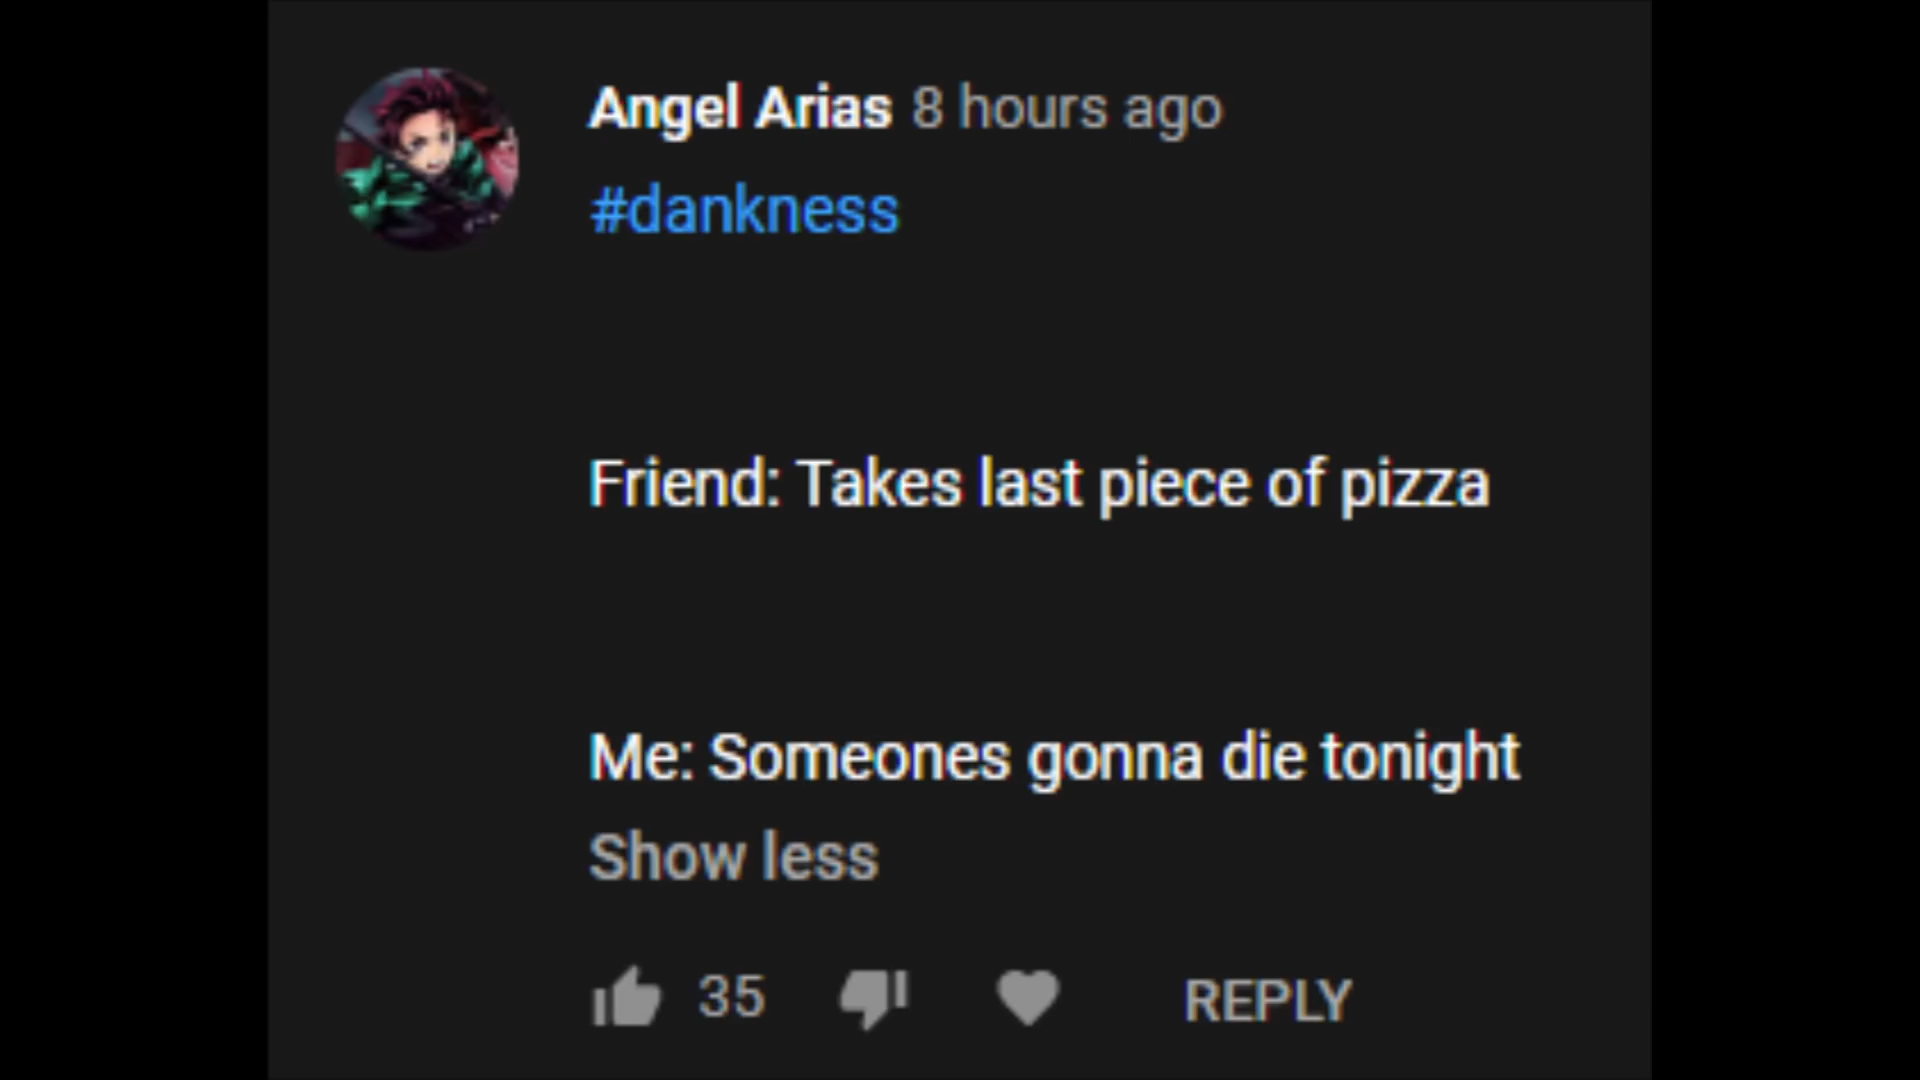 Angel Arias 8 hours ago
#dankness
Friend: Takes last piece of pizza
Me: Someones gonna die tonight
Show less
35 REPLY